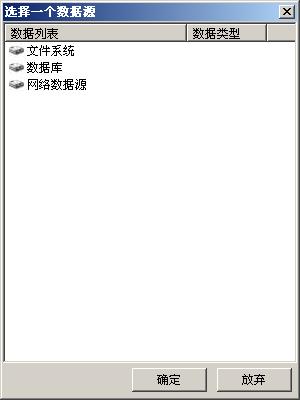 选择一个数据源
数据列表 数据类型
文件系统
数据库
网络数据源
确定 放弃